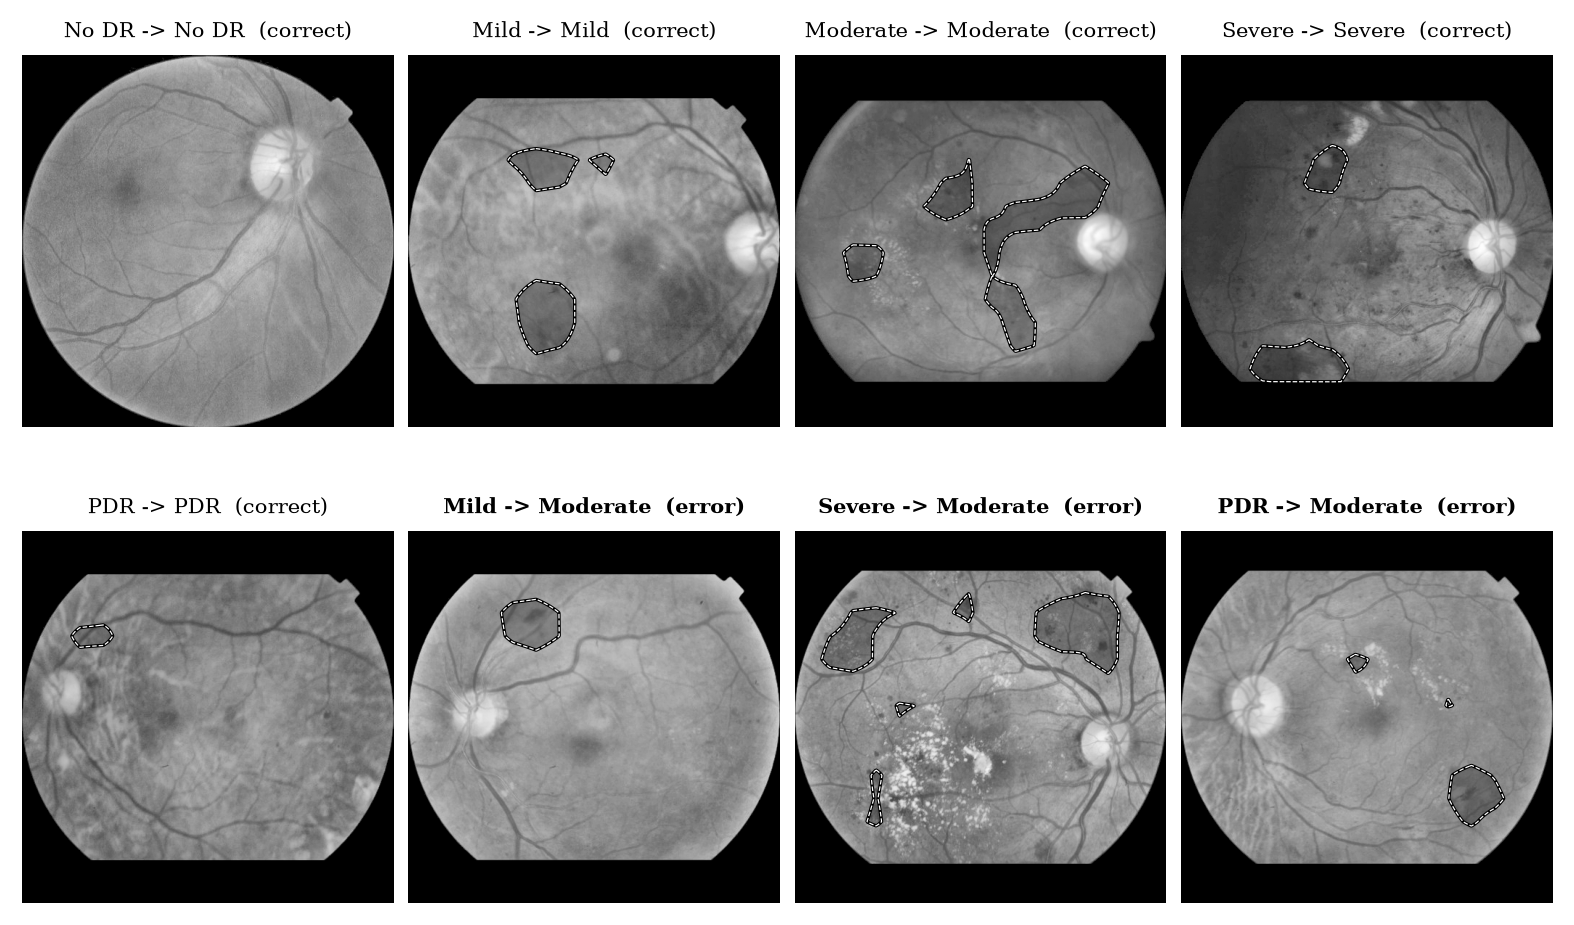 No DR -> No DR (correct)
Mild -> Mild (correct)
Moderate -> Moderate (correct)
Severe -> Severe (correct)
PDR -> PDR (correct)
Mild -> Moderate (error)
Severe -> Moderate (error)
PDR -> Moderate (error)